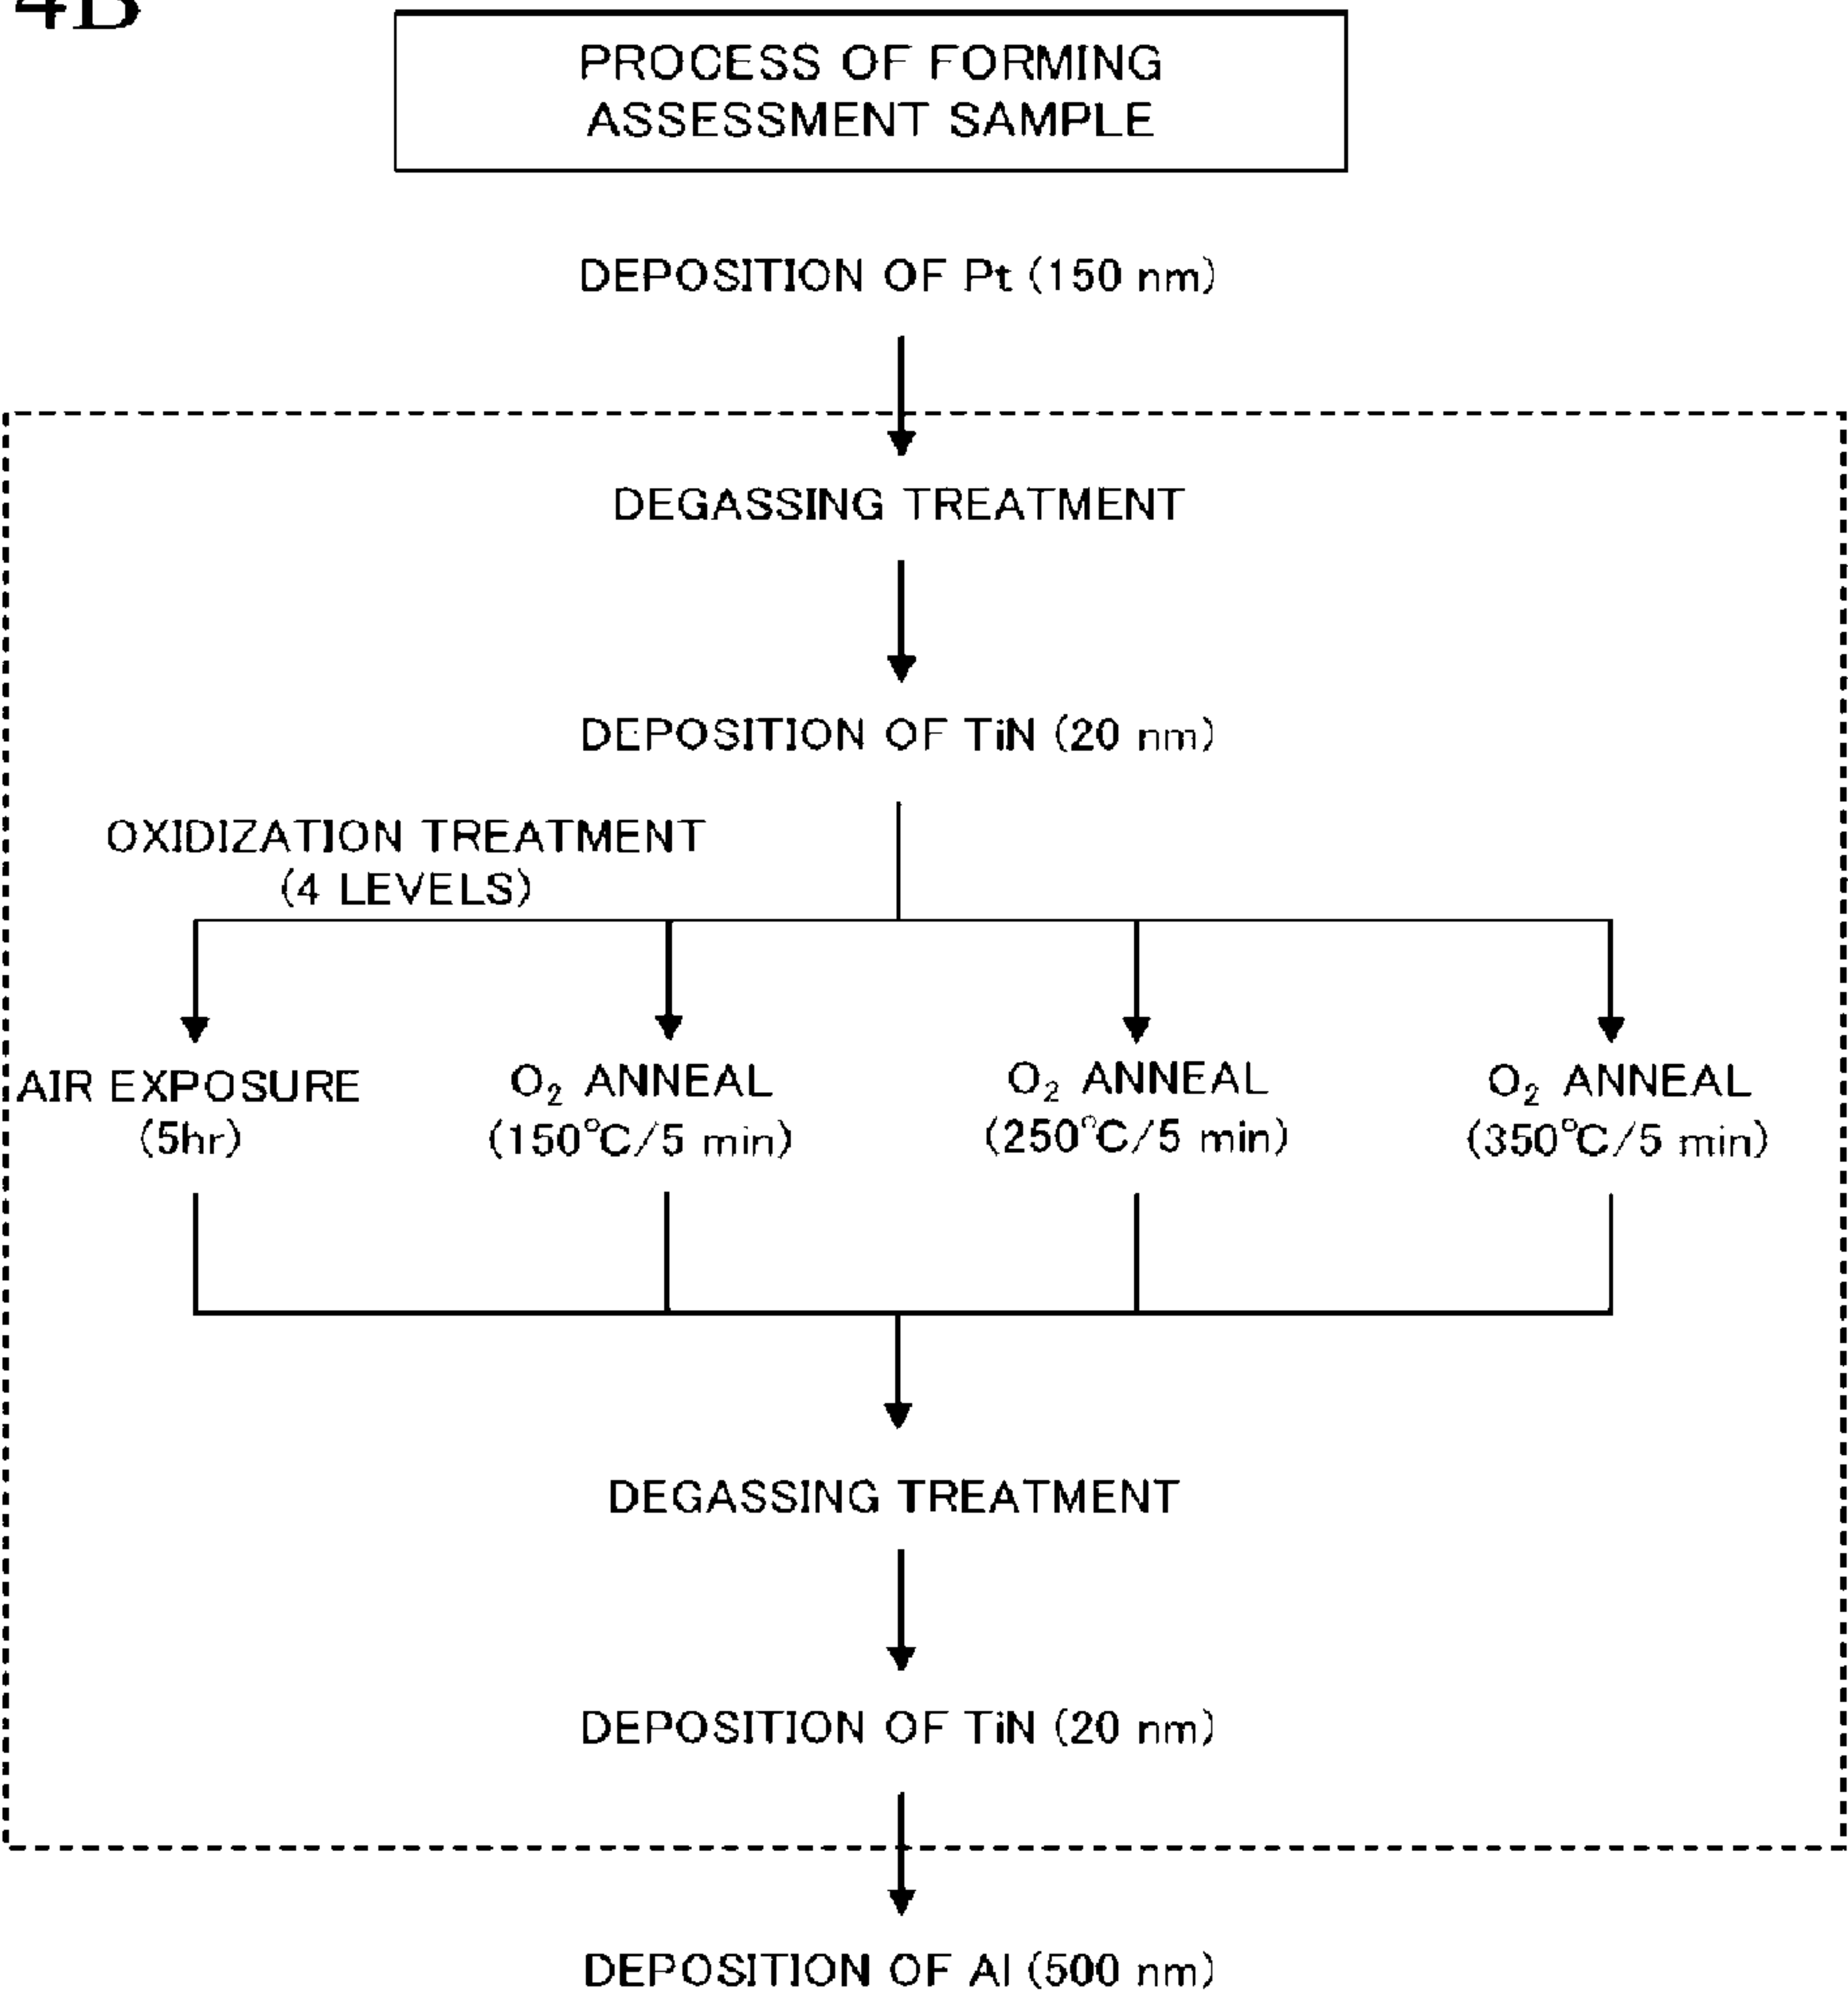 4B
PROCESS OF FORMING
ASSESSMENT SAMPLE
DEPOSITION OF Pt (150 nm)
DEGASSING TREATMENT
DEPOSITION OF TiN (20 nm)
OXIDIZATION TREATMENT
(4 LEVELS)
AIR EXPOSURE
(5hr)
O₂ ANNEAL
(150°C/5 min)
O₂ ANNEAL
(250°C/5 min)
O₂ ANNEAL
(350°C/5 min)
DEGASSING TREATMENT
DEPOSITION OF TiN (20 nm)
DEPOSITION OF Al (500 nm)